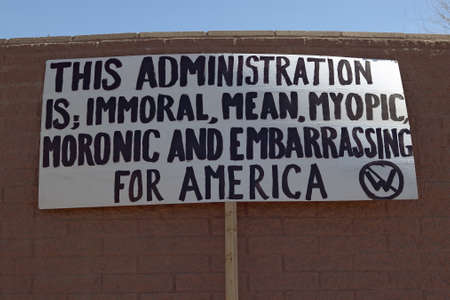 THIS ADMINISTRATION
IS; IMMORAL, MEAN, MYOPIC,
MORONIC AND EMBARRASSING
FOR AMERICA
W